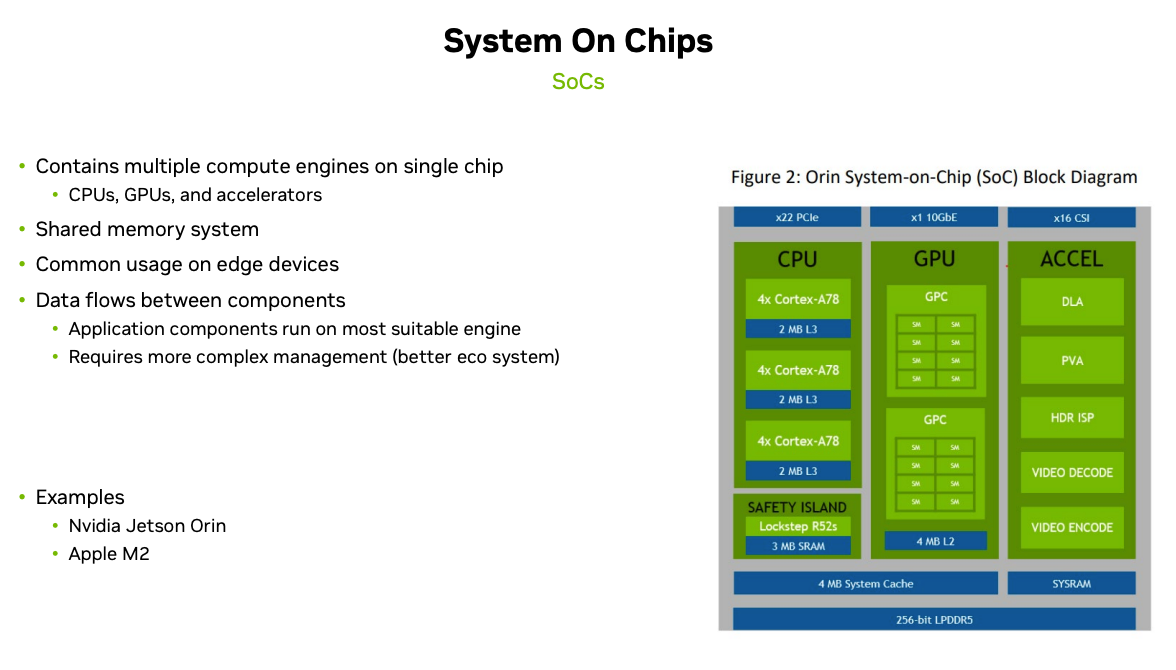 System On Chips
SoCs
• Contains multiple compute engines on single chip
• CPUs, GPUs, and accelerators
• Shared memory system
• Common usage on edge devices
• Data flows between components
• Application components run on most suitable engine
• Requires more complex management (better eco system)
• Examples
• Nvidia Jetson Orin
• Apple M2
Figure 2: Orin System-on-Chip (SoC) Block Diagram
x22 PCIe
x1 10GbE
x16 CSI
CPU
4x Cortex-A78
2 MB L3
4x Cortex-A78
2 MB L3
4x Cortex-A78
2 MB L3
SAFETY ISLAND
Lockstep R52s
3 MB SRAM
GPU
GPC
SM SM
SM SM
SM SM
SM SM
GPC
SM SM
SM SM
SM SM
SM SM
4 MB L2
ACCEL
DLA
PVA
HDR ISP
VIDEO DECODE
VIDEO ENCODE
4 MB System Cache
SYSRAM
256-bit LPDDR5